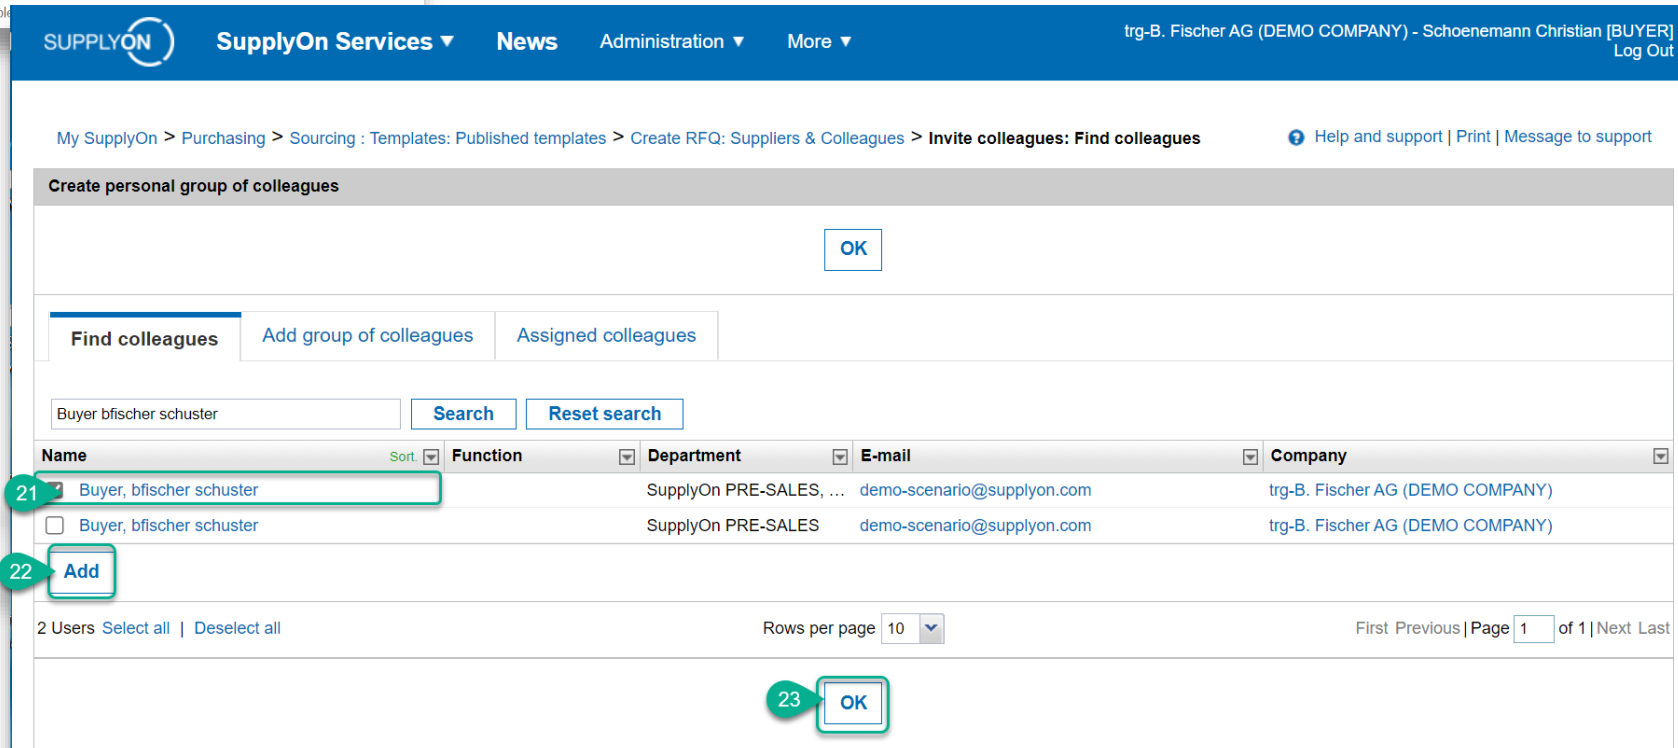 SUPPLYON
SupplyOn Services ▼ News Administration ▼ More ▼
trg-B. Fischer AG (DEMO COMPANY) - Schoenemann Christian [BUYER]
Log Out
My SupplyOn > Purchasing > Sourcing : Templates: Published templates > Create RFQ: Suppliers & Colleagues > Invite colleagues: Find colleagues
? Help and support | Print | Message to support
Create personal group of colleagues
OK
Find colleagues Add group of colleagues Assigned colleagues
Buyer bfischer schuster Search Reset search
Name Sort. Function Department E-mail Company
21 Buyer, bfischer schuster SupplyOn PRE-SALES, ... demo-scenario@supplyon.com trg-B. Fischer AG (DEMO COMPANY)
Buyer, bfischer schuster SupplyOn PRE-SALES demo-scenario@supplyon.com trg-B. Fischer AG (DEMO COMPANY)
22 Add
2 Users Select all | Deselect all Rows per page 10 First Previous | Page 1 of 1 | Next Last
23 OK